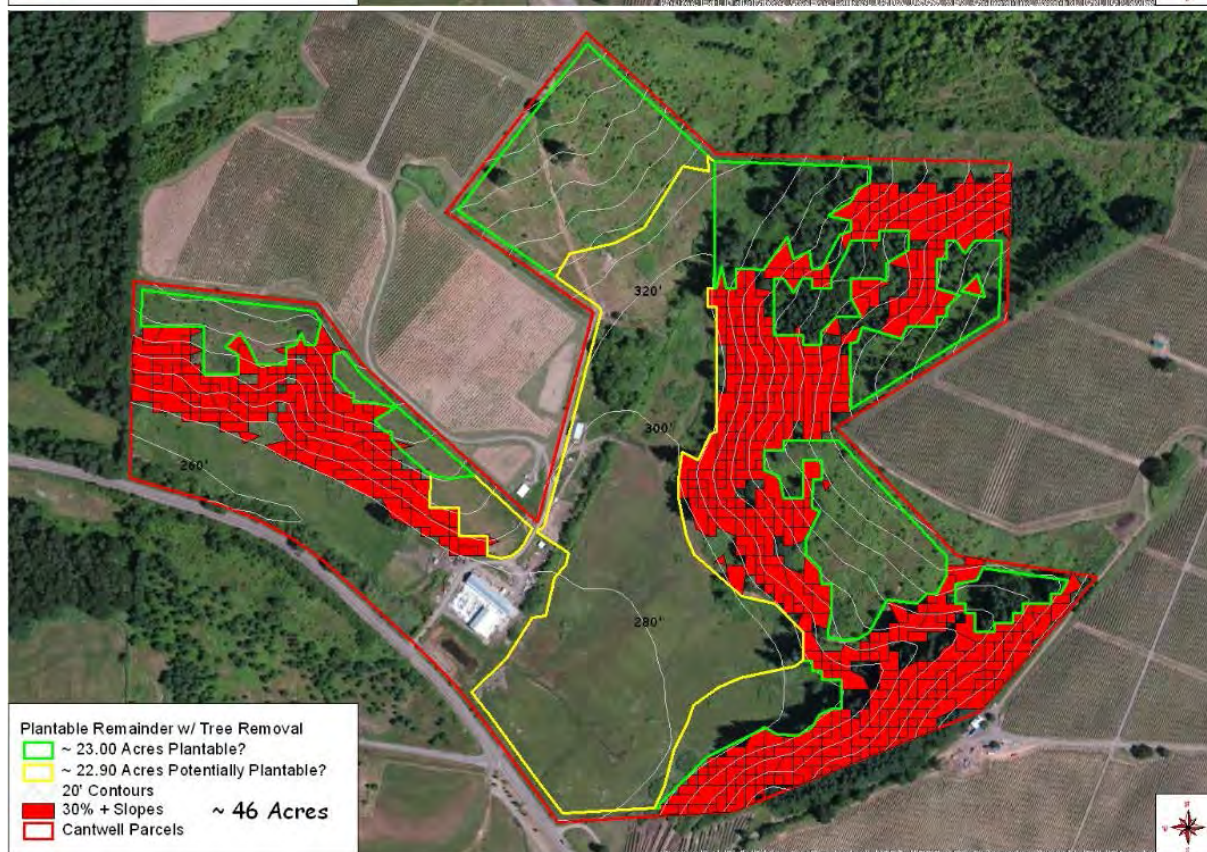 320'
300'
260'
280'
Plantable Remainder w/ Tree Removal
~ 23.00 Acres Plantable?
~ 22.90 Acres Potentially Plantable?
20' Contours
30% + Slopes
~ 46 Acres
Cantwell Parcels